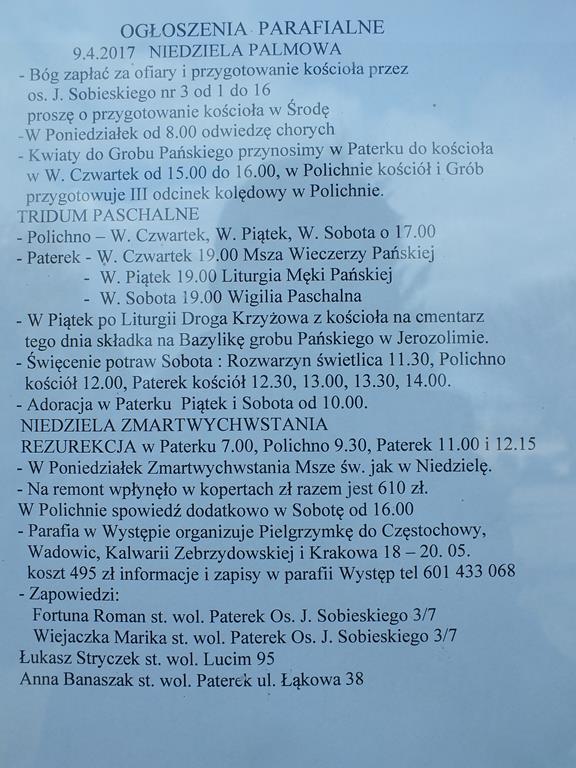 OGŁOSZENIA PARAFIALNE
9.4.2017 NIEDZIELA PALMOWA
- Bóg zapłać za ofiary i przygotowanie kościoła przez
os. J. Sobieskiego nr 3 od 1 do 16
proszę o przygotowanie kościoła w Środę
-W Poniedziałek od 8.00 odwiedzę chorych
- Kwiaty do Grobu Pańskiego przynosimy w Paterku do kościoła
w W. Czwartek od 15.00 do 16.00, w Polichnie kościół i Grób
przygotowuje III odcinek kolędowy w Polichnie.
TRIDUM PASCHALNE
- Polichno – W. Czwartek, W. Piątek, W. Sobota o 17.00
- Paterek - W. Czwartek 19.00 Msza Wieczerzy Pańskiej
- W. Piątek 19.00 Liturgia Męki Pańskiej
- W. Sobota 19.00 Wigilia Paschalna
- W Piątek po Liturgii Droga Krzyżowa z kościoła na cmentarz
tego dnia składka na Bazylikę grobu Pańskiego w Jerozolimie.
- Święcenie potraw Sobota : Rozwarzyn świetlica 11.30, Polichno
kościół 12.00, Paterek kościół 12.30, 13.00, 13.30, 14.00.
- Adoracja w Paterku Piątek i Sobota od 10.00.
NIEDZIELA ZMARTWYCHWSTANIA
REZUREKCJA w Paterku 7.00, Polichno 9.30, Paterek 11.00 i 12.15
- W Poniedziałek Zmartwychwstania Msze św. jak w Niedzielę.
- Na remont wpłynęło w kopertach zł razem jest 610 zł.
W Polichnie spowiedź dodatkowo w Sobotę od 16.00
- Parafia w Występie organizuje Pielgrzymkę do Częstochowy,
Wadowic, Kalwarii Zebrzydowskiej i Krakowa 18 – 20. 05.
koszt 495 zł informacje i zapisy w parafii Występ tel 601 433 068
- Zapowiedzi:
Fortuna Roman st. wol. Paterek Os. J. Sobieskiego 3/7
Wiejaczka Marika st. wol. Paterek Os. J. Sobieskiego 3/7
Łukasz Stryczek st. wol. Lucim 95
Anna Banaszak st. wol. Paterek ul. Łąkowa 38